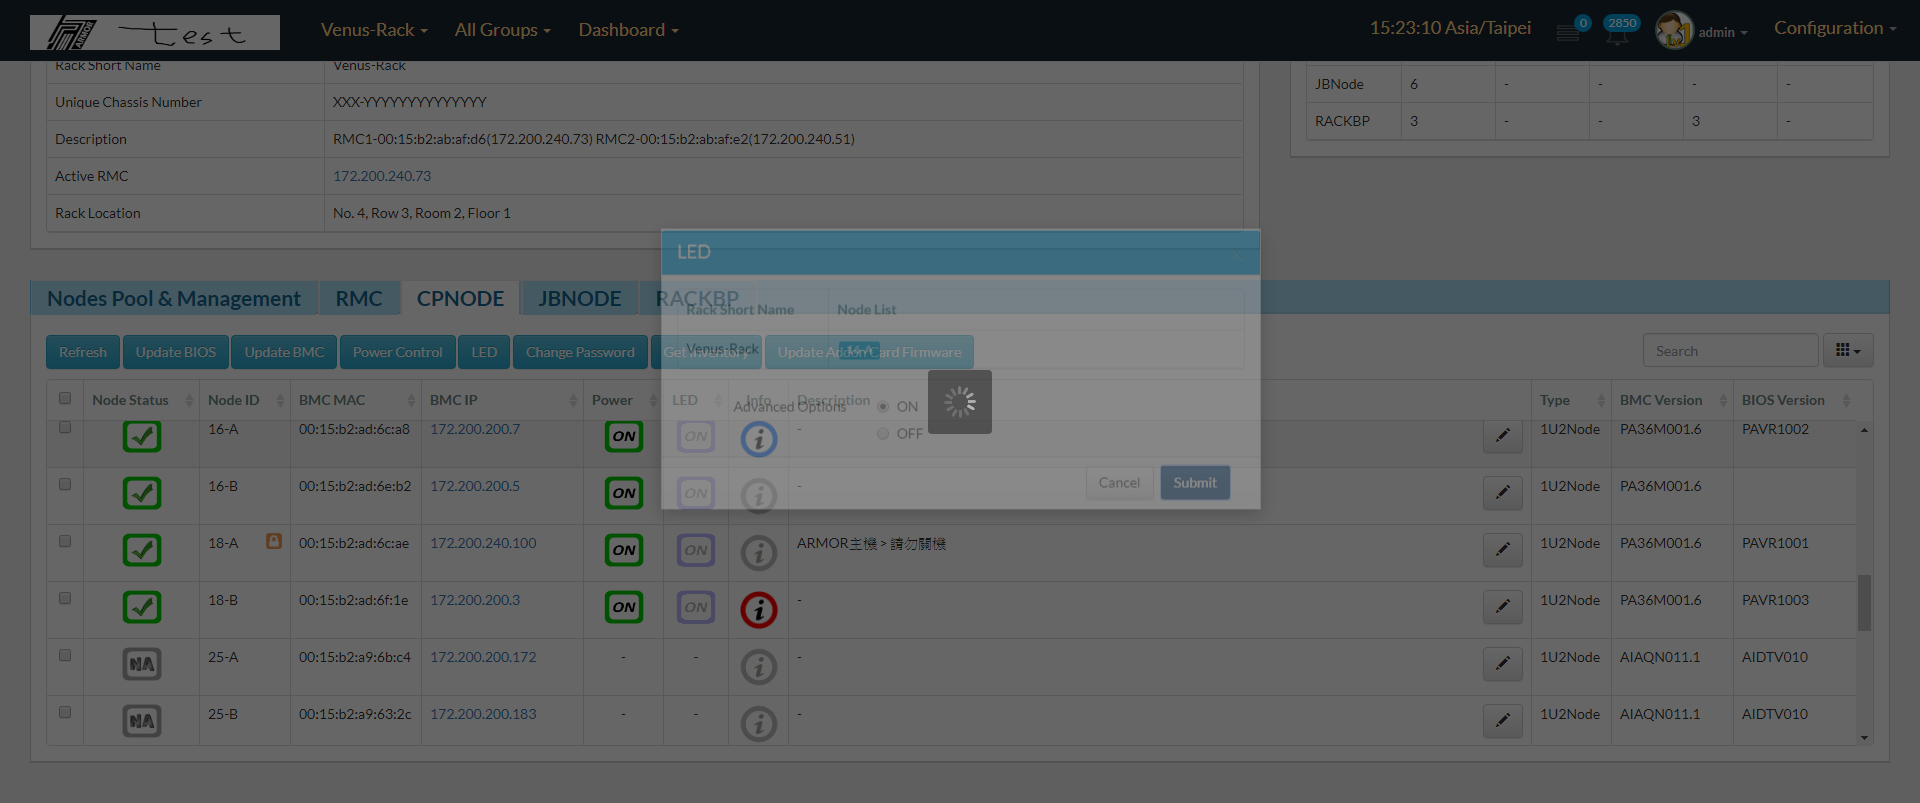 ARMOR test Venus-Rack All Groups Dashboard 15:23:10 Asia/Taipei 0 2850 admin Configuration
Rack Short Name Venus-Rack
Unique Chassis Number XXX-YYYYYYYYYYYYYY
Description RMC1-00:15:b2:ab:af:d6(172.200.240.73) RMC2-00:15:b2:ab:af:e2(172.200.240.51)
Active RMC 172.200.240.73
Rack Location No. 4, Row 3, Room 2, Floor 1
JBNode 6 - - - -
RACKBP 3 - - 3 -
LED
Rack Short Name Node List
Venus-Rack 16-A
Advanced Options ON
OFF
Cancel Submit
Nodes Pool & Management RMC CPNODE JBNODE RACKBP
Refresh Update BIOS Update BMC Power Control LED Change Password Get Inventory Update Addon Card Firmware Search
Node Status Node ID BMC MAC BMC IP Power LED Info Description Type BMC Version BIOS Version
16-A 00:15:b2:ad:6c:a8 172.200.200.7 ON ON i - 1U2Node PA36M001.6 PAVR1002
16-B 00:15:b2:ad:6e:b2 172.200.200.5 ON ON i - 1U2Node PA36M001.6
18-A 00:15:b2:ad:6c:ae 172.200.240.100 ON ON i ARMOR主機 > 請勿關機 1U2Node PA36M001.6 PAVR1001
18-B 00:15:b2:ad:6f:1e 172.200.200.3 ON ON i - 1U2Node PA36M001.6 PAVR1003
NA 25-A 00:15:b2:a9:6b:c4 172.200.200.172 - - i - 1U2Node AIAQN011.1 AIDTV010
NA 25-B 00:15:b2:a9:63:2c 172.200.200.183 - - i - 1U2Node AIAQN011.1 AIDTV010